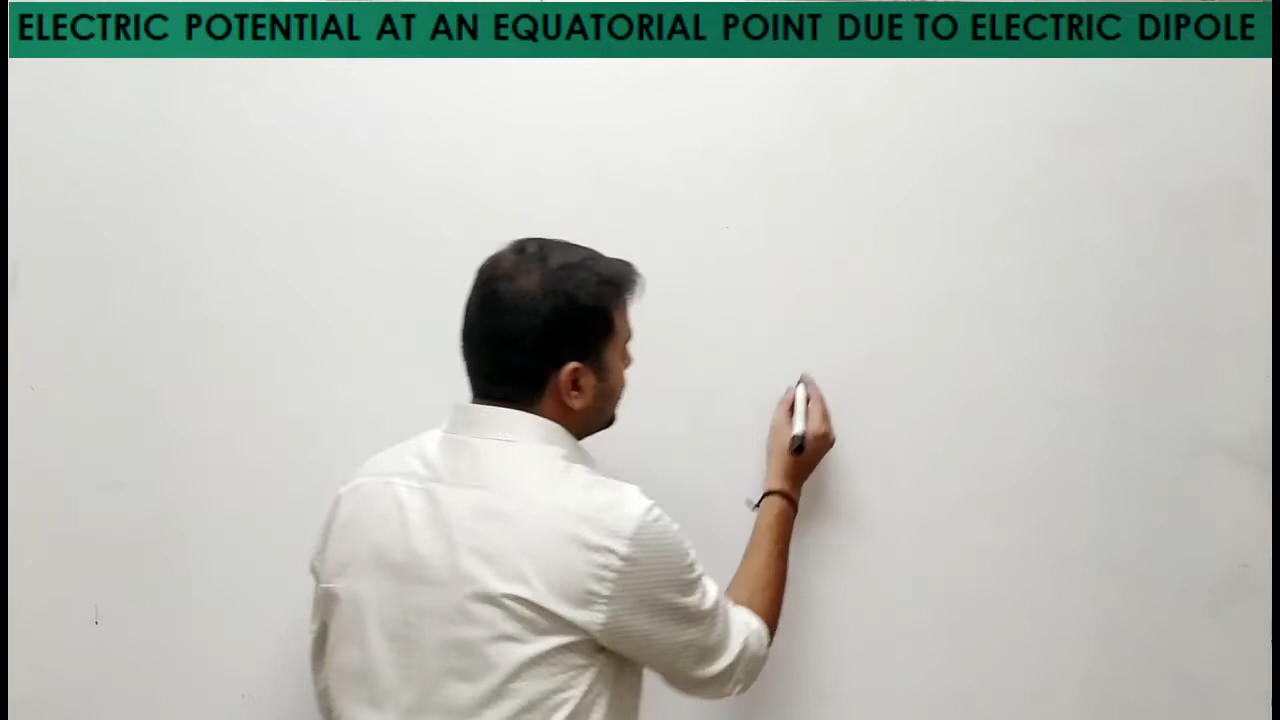 ELECTRIC POTENTIAL AT AN EQUATORIAL POINT DUE TO ELECTRIC DIPOLE